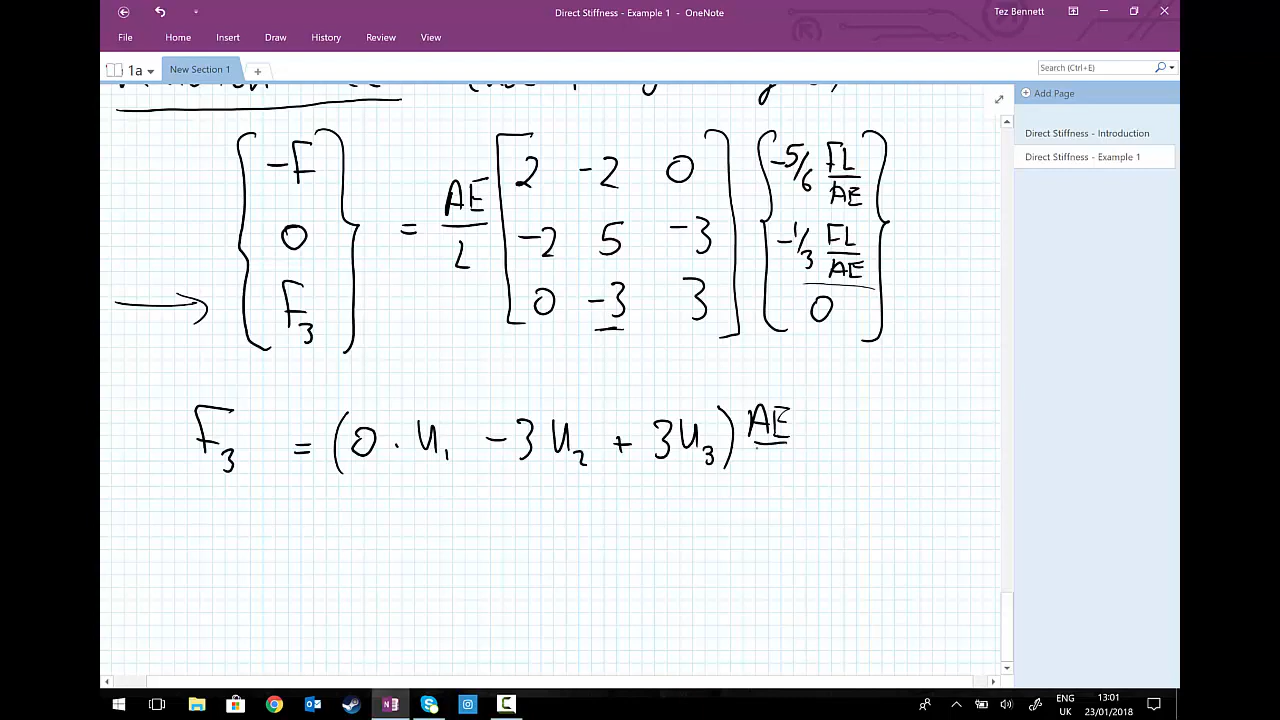 Direct Stiffness - Example 1 - OneNote
Tez Bennett
File Home Insert Draw History Review View
1a
New Section 1
Search (Ctrl+E)
Add Page
Direct Stiffness - Introduction
Direct Stiffness - Example 1
{ -F 0 F3 } = AE/L [ 2 -2 0 ; -2 5 -3 ; 0 -3 3 ] { -5/6 FL/AE ; -1/3 FL/AE ; 0 }
F3 = (0 · U1 - 3U2 + 3U3) AE
ENG
UK
13:01
23/01/2018